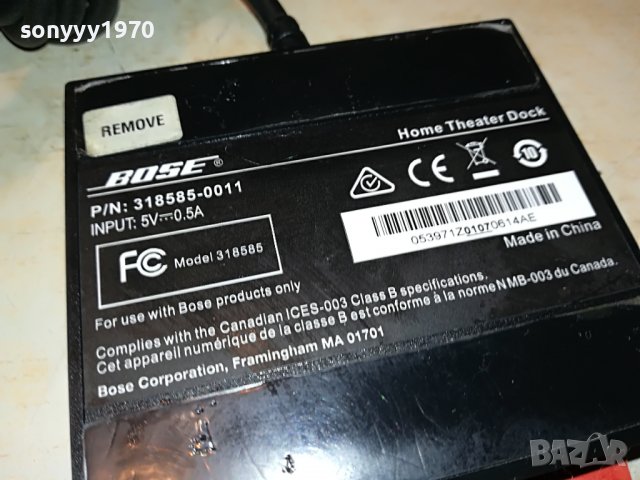 sonyyy1970
REMOVE
Home Theater Dock
BOSE®
P/N: 318585-0011
INPUT: 5V⎓0.5A
CE
10
FC Model 318585
053971Z01070614AE
Made in China
For use with Bose products only
Complies with the Canadian ICES-003 Class B specifications.
Cet appareil numérique de la classe B est conforme à la norme NMB-003 du Canada.
Bose Corporation, Framingham MA 01701
BAZAR